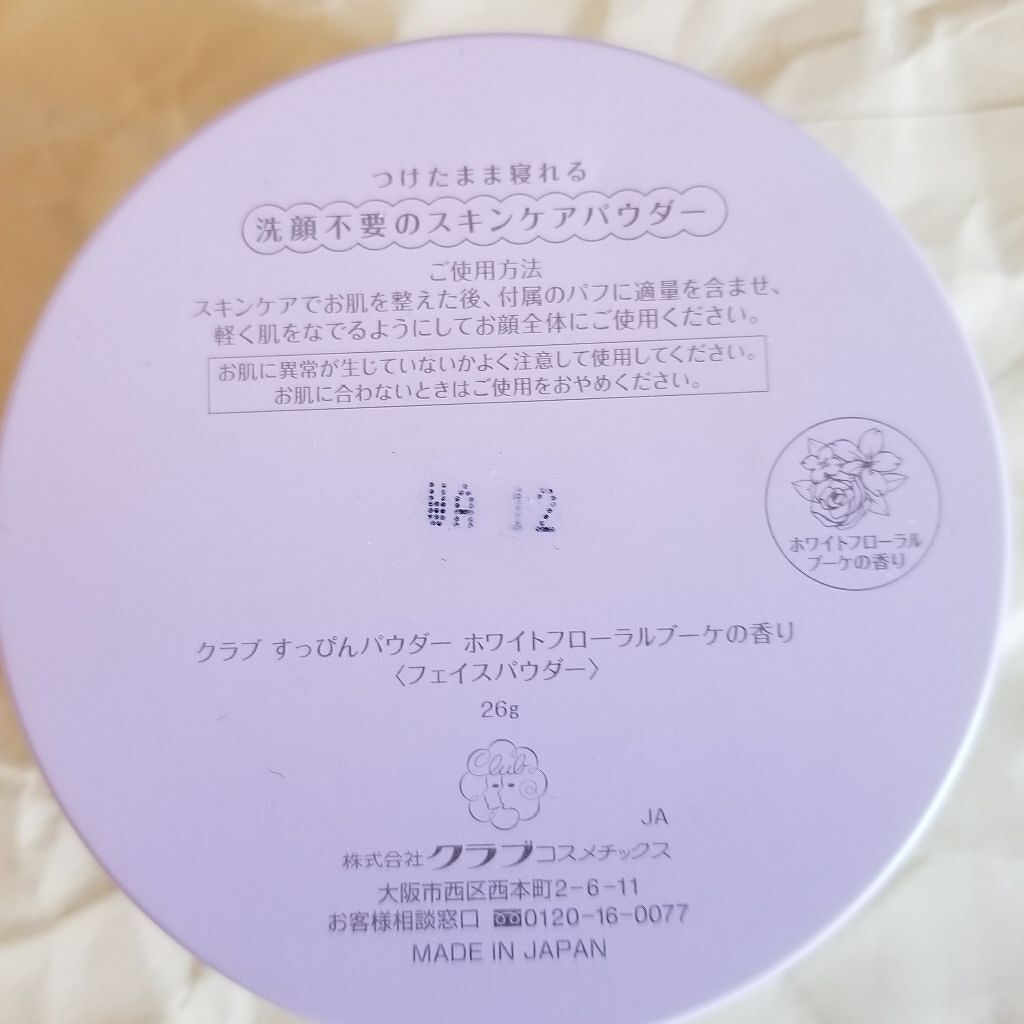 つけたまま寝れる
洗顔不要のスキンケアパウダー
ご使用方法
スキンケアでお肌を整えた後、付属のパフに適量を含ませ、
軽く肌をなでるようにしてお顔全体にご使用ください。
お肌に異常が生じていないかよく注意して使用してください。
お肌に合わないときはご使用をおやめください。
ホワイトフローラル
ブーケの香り
クラブ すっぴんパウダー ホワイトフローラルブーケの香り
〈フェイスパウダー〉
26g
Club
JA
株式会社クラブコスメチックス
大阪市西区西本町2-6-11
お客様相談窓口 0120-16-0077
MADE IN JAPAN